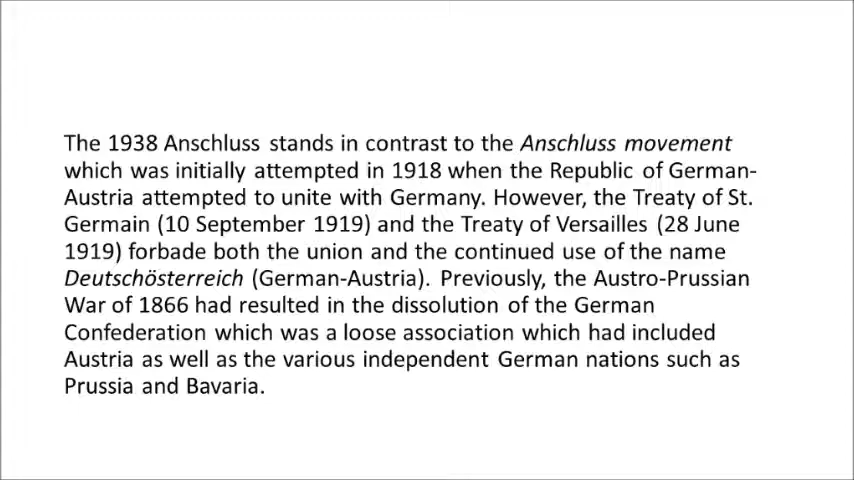 The 1938 Anschluss stands in contrast to the Anschluss movement
which was initially attempted in 1918 when the Republic of German-
Austria attempted to unite with Germany. However, the Treaty of St.
Germain (10 September 1919) and the Treaty of Versailles (28 June
1919) forbade both the union and the continued use of the name
Deutschösterreich (German-Austria). Previously, the Austro-Prussian
War of 1866 had resulted in the dissolution of the German
Confederation which was a loose association which had included
Austria as well as the various independent German nations such as
Prussia and Bavaria.